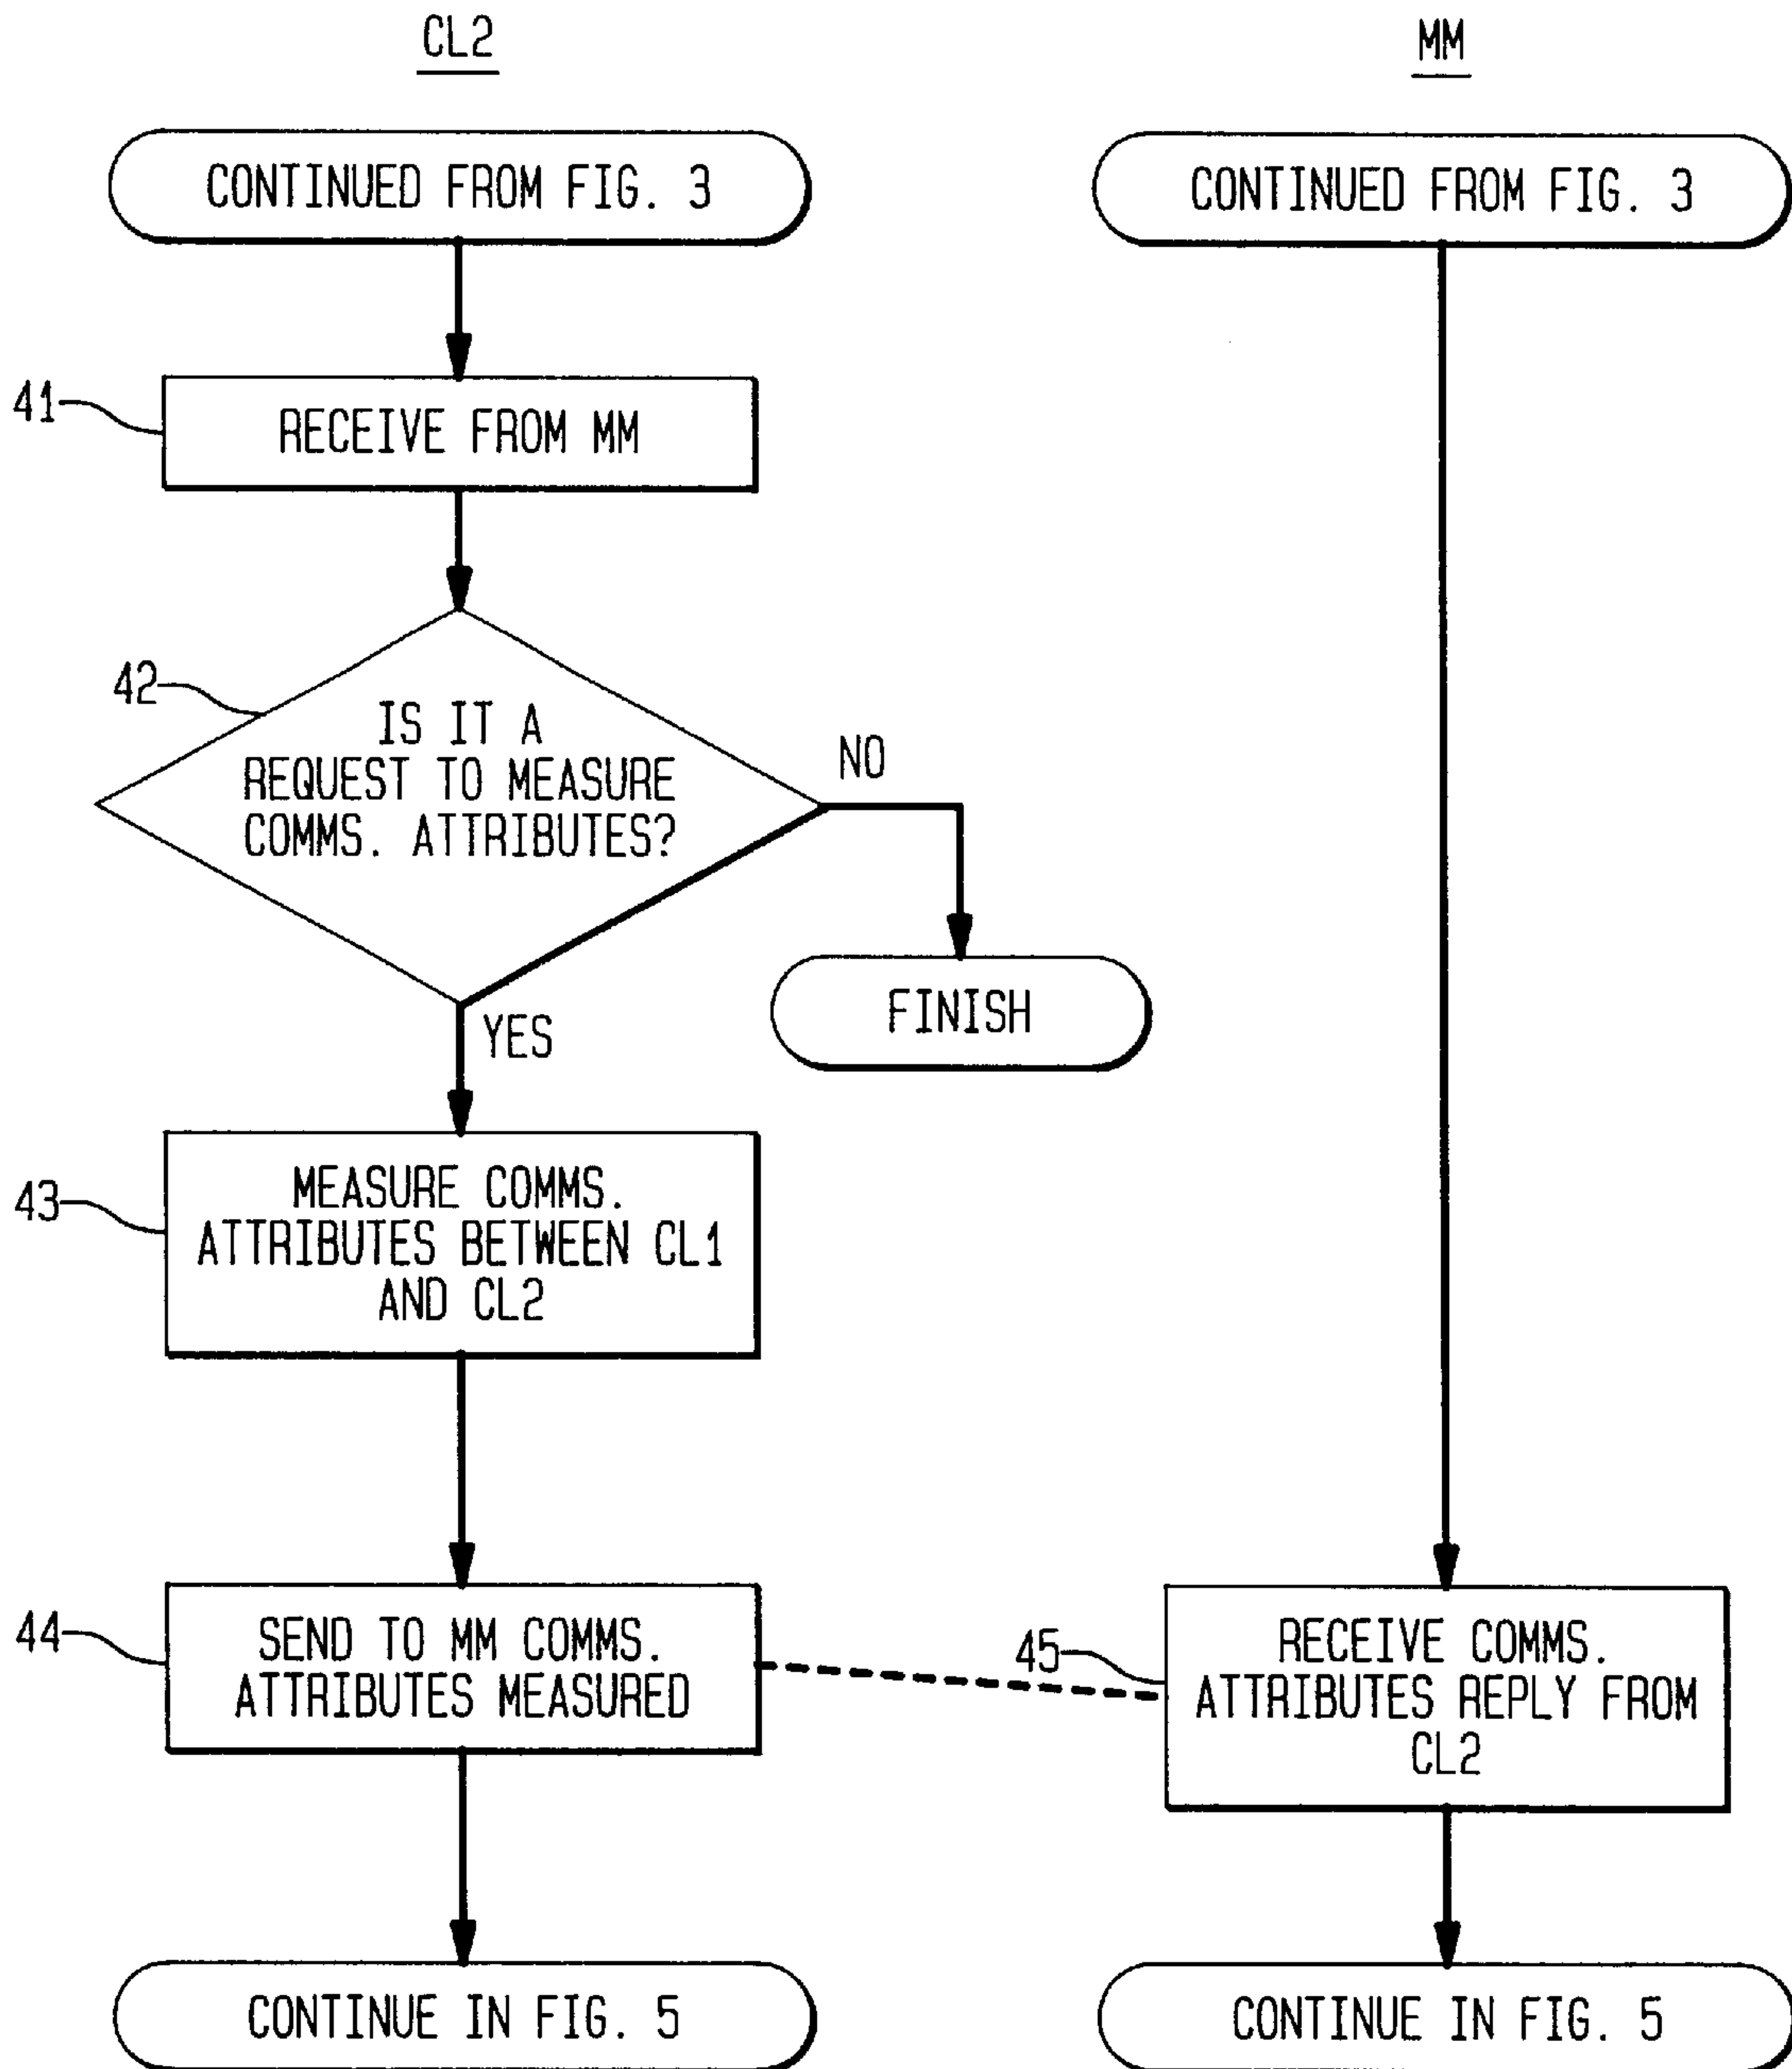 CL2
CONTINUED FROM FIG. 3
41
RECEIVE FROM MM
42
IS IT A
REQUEST TO MEASURE
COMMS. ATTRIBUTES?
NO
FINISH
YES
43
MEASURE COMMS.
ATTRIBUTES BETWEEN CL1
AND CL2
44
SEND TO MM COMMS.
ATTRIBUTES MEASURED
CONTINUE IN FIG. 5
MM
CONTINUED FROM FIG. 3
45
RECEIVE COMMS.
ATTRIBUTES REPLY FROM
CL2
CONTINUE IN FIG. 5